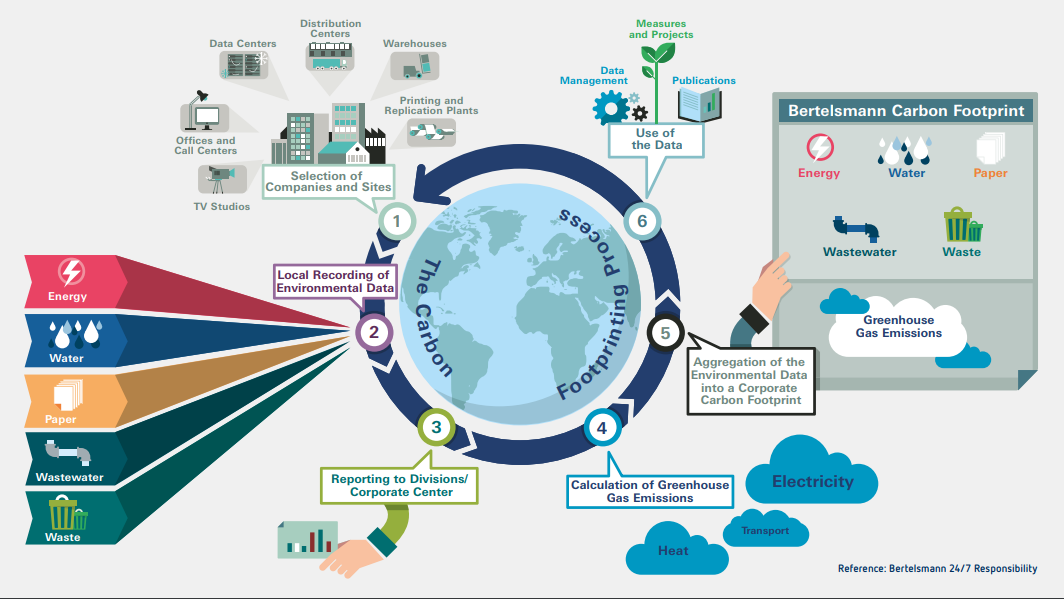 Measures
and Projects
Distribution
Centers
Data Centers
Warehouses
Data
Management
Publications
Printing and
Replication Plants
Offices and
Call Centers
TV Studios
Selection of
Companies and Sites
1
Use of
the Data
6
Bertelsmann Carbon Footprint
Energy
Water
Paper
Wastewater
Waste
Greenhouse
Gas Emissions
The Carbon
Footprinting Process
Local Recording of
Environmental Data
2
Energy
Water
Paper
Wastewater
Waste
5
Aggregation of the
Environmental Data
into a Corporate
Carbon Footprint
3
Reporting to Divisions/
Corporate Center
4
Calculation of Greenhouse
Gas Emissions
Electricity
Transport
Heat
Reference: Bertelsmann 24/7 Responsibility